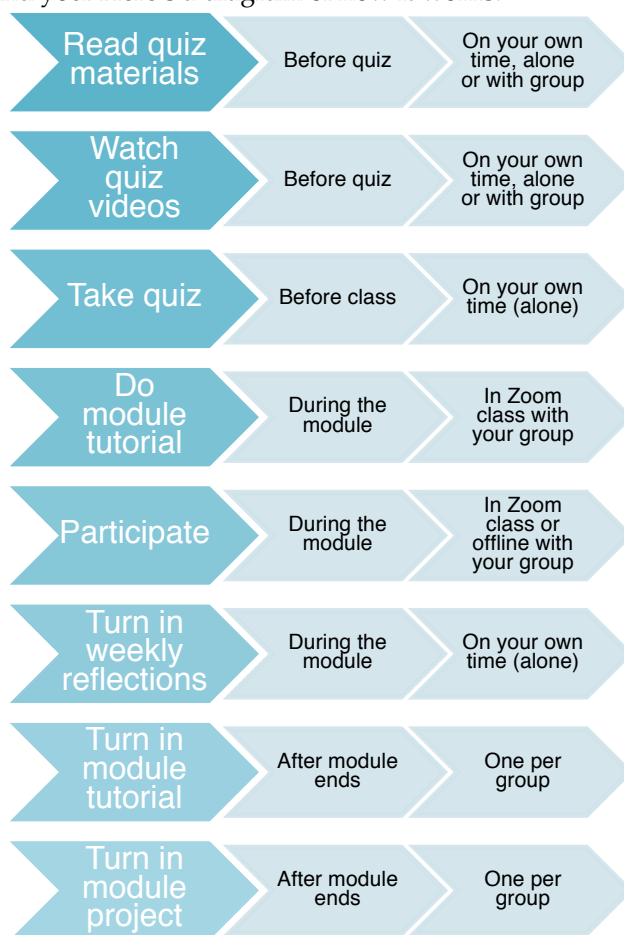 Read quiz
materials
Before quiz
On your own
time, alone
or with group
Watch
quiz
videos
Before quiz
On your own
time, alone
or with group
Take quiz
Before class
On your own
time (alone)
Do
module
tutorial
During the
module
In Zoom
class with
your group
Participate
During the
module
In Zoom
class or
offline with
your group
Turn in
weekly
reflections
During the
module
On your own
time (alone)
Turn in
module
tutorial
After module
ends
One per
group
Turn in
module
project
After module
ends
One per
group